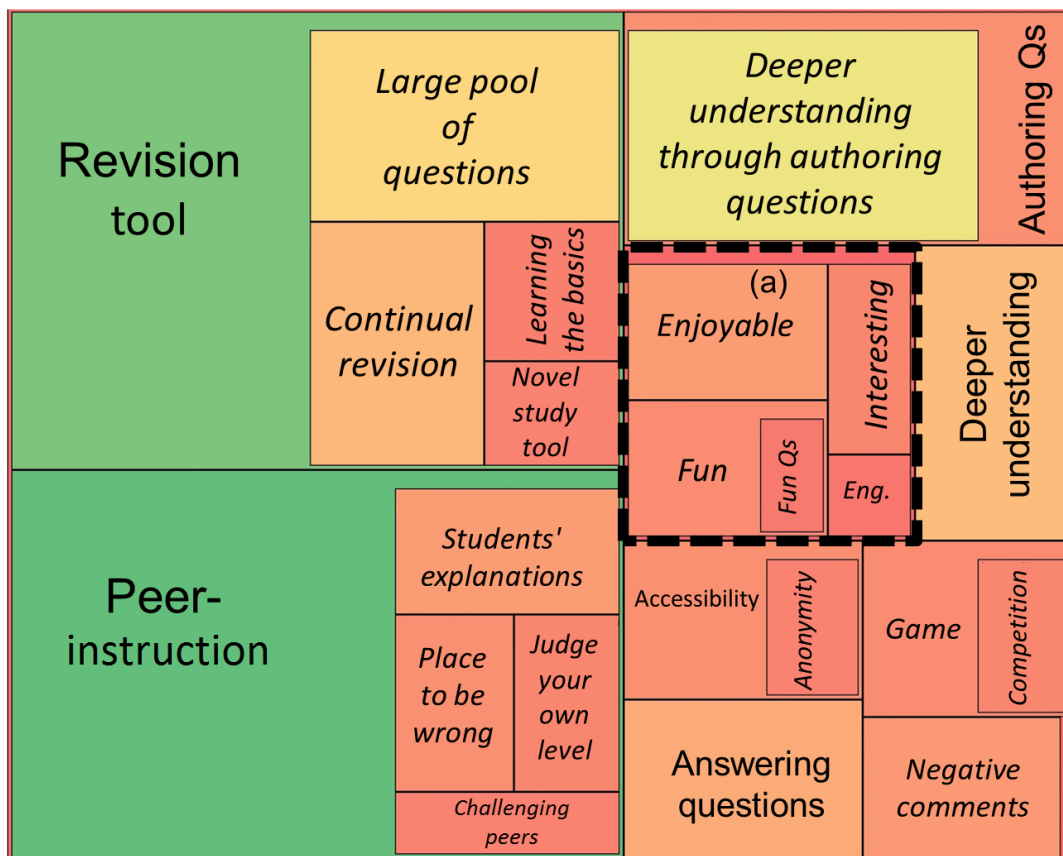 Revision
tool
Large pool
of
questions
Continual
revision
Learning
the basics
Novel
study
tool
Peer-
instruction
Students'
explanations
Place
to be
wrong
Judge
your
own
level
Challenging
peers
Deeper
understanding
through authoring
questions
Authoring Qs
(a)
Enjoyable
Interesting
Fun
Fun Qs
Eng.
Deeper
understanding
Accessibility
Anonymity
Game
Competition
Answering
questions
Negative
comments